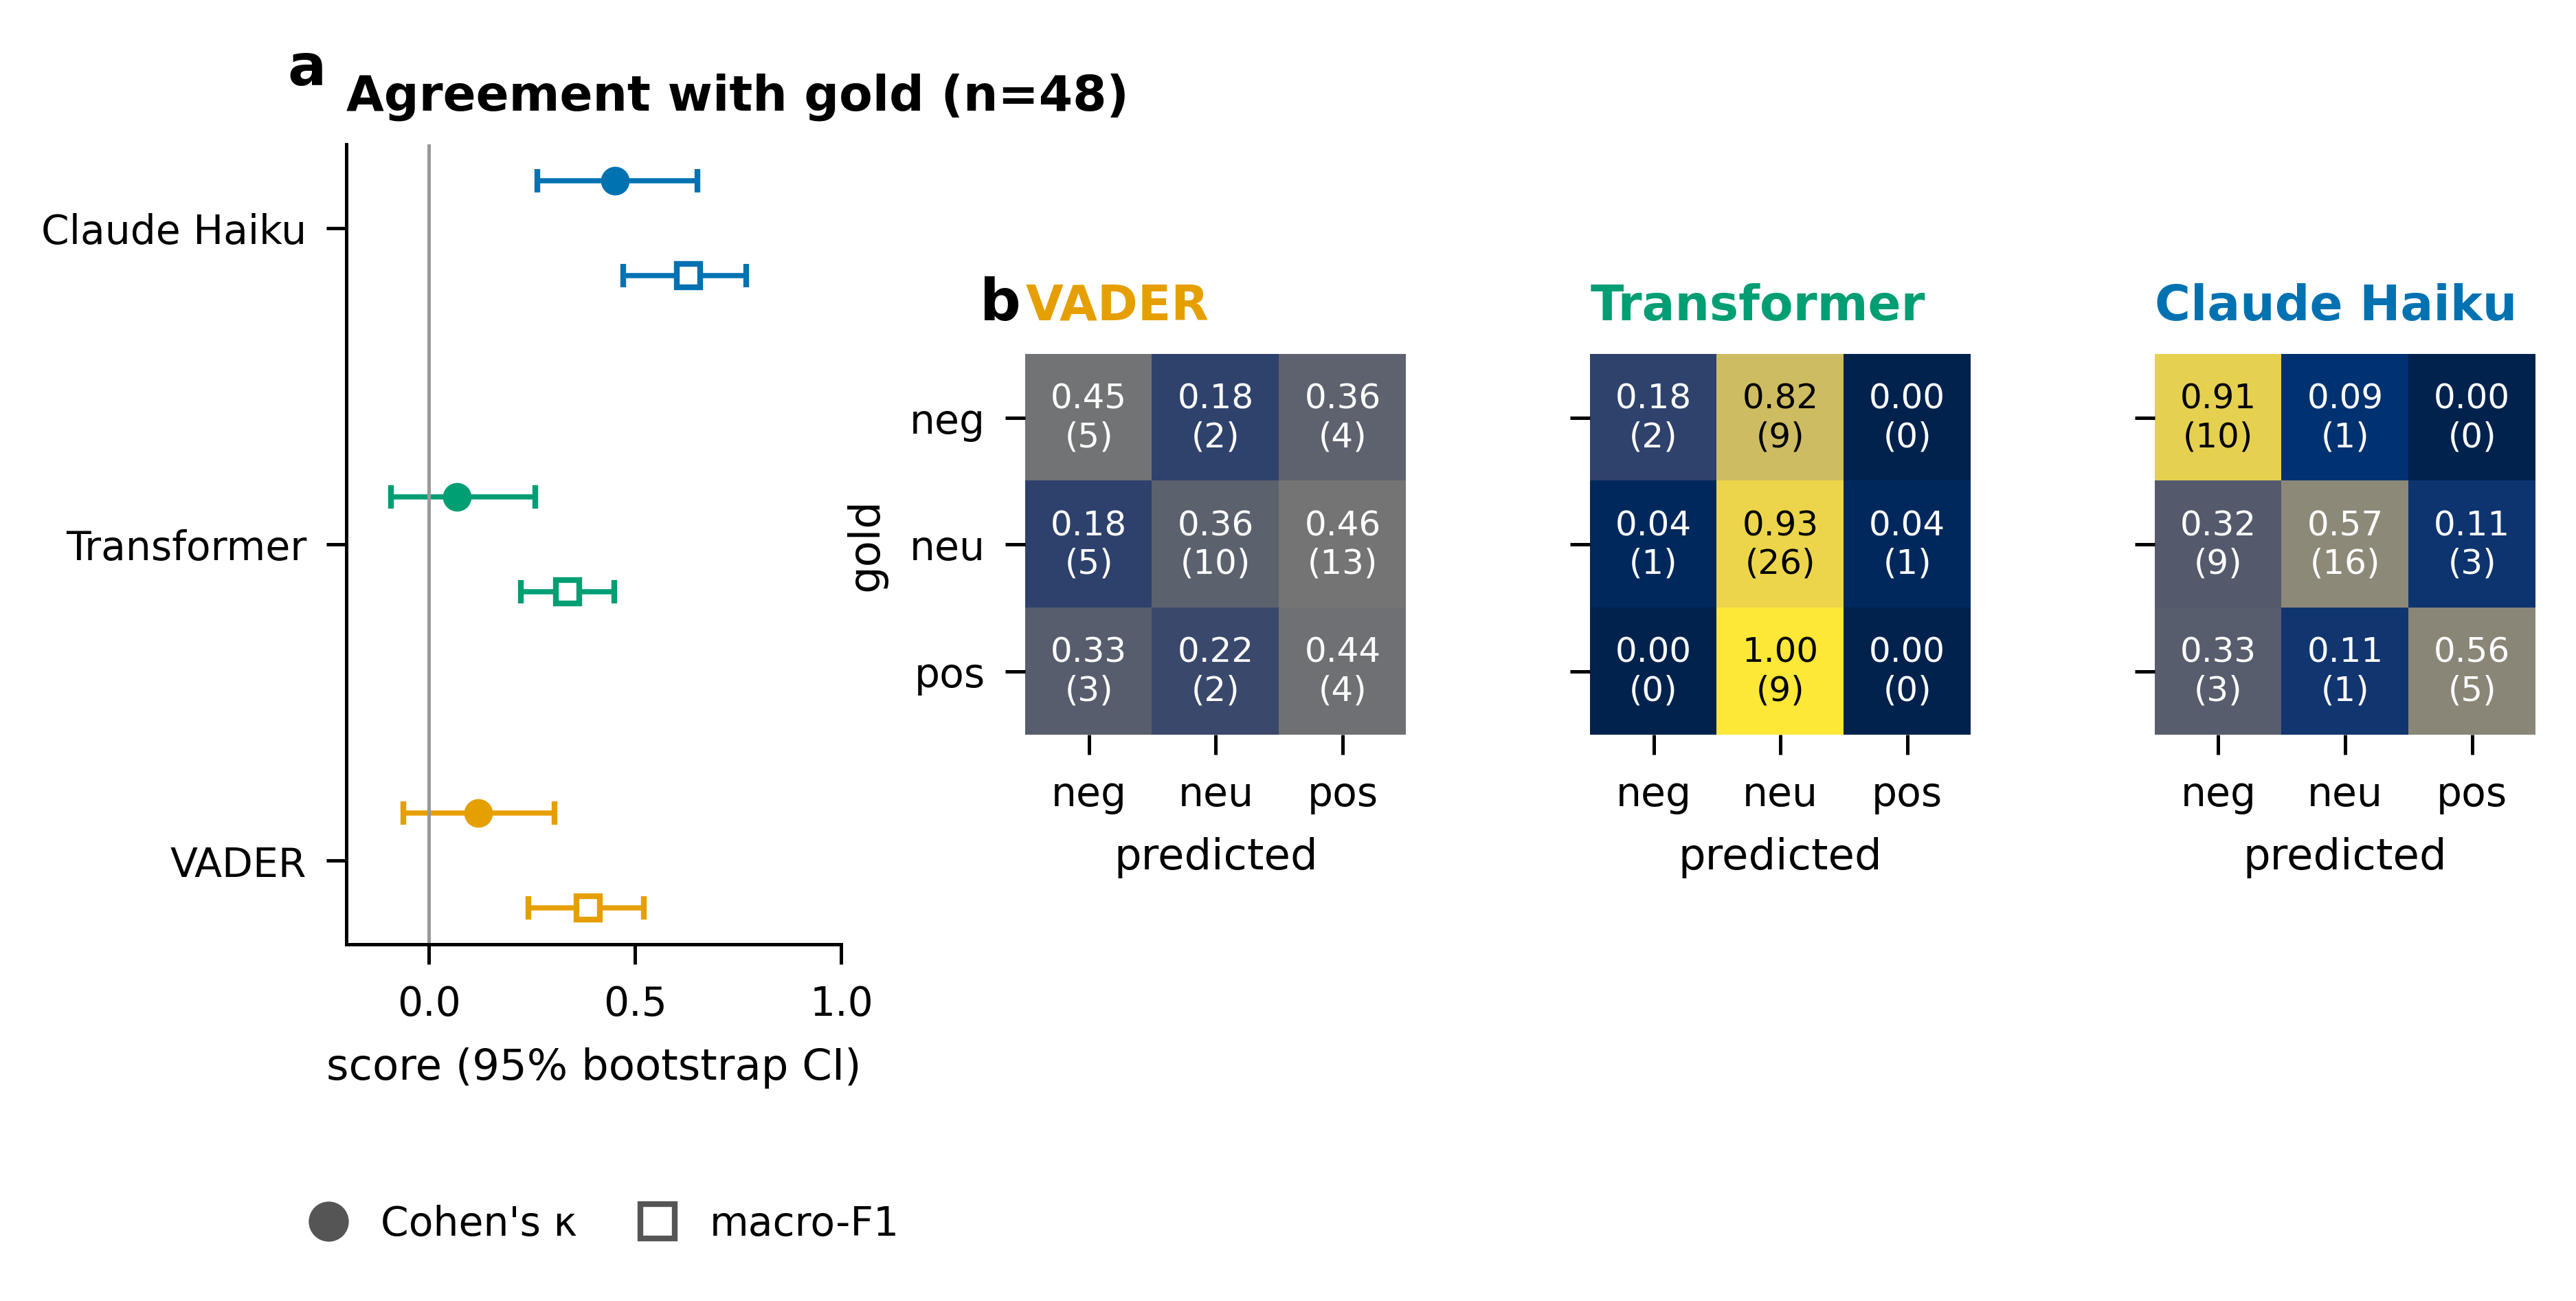 a
Agreement with gold (n=48)
Claude Haiku
Transformer
VADER
0.0 0.5 1.0
score (95% bootstrap CI)
Cohen's κ macro-F1
b
VADER
gold
neg
neu
pos
0.45 0.18 0.36
(5) (2) (4)
0.18 0.36 0.46
(5) (10) (13)
0.33 0.22 0.44
(3) (2) (4)
neg neu pos
predicted
Transformer
0.18 0.82 0.00
(2) (9) (0)
0.04 0.93 0.04
(1) (26) (1)
0.00 1.00 0.00
(0) (9) (0)
neg neu pos
predicted
Claude Haiku
0.91 0.09 0.00
(10) (1) (0)
0.32 0.57 0.11
(9) (16) (3)
0.33 0.11 0.56
(3) (1) (5)
neg neu pos
predicted